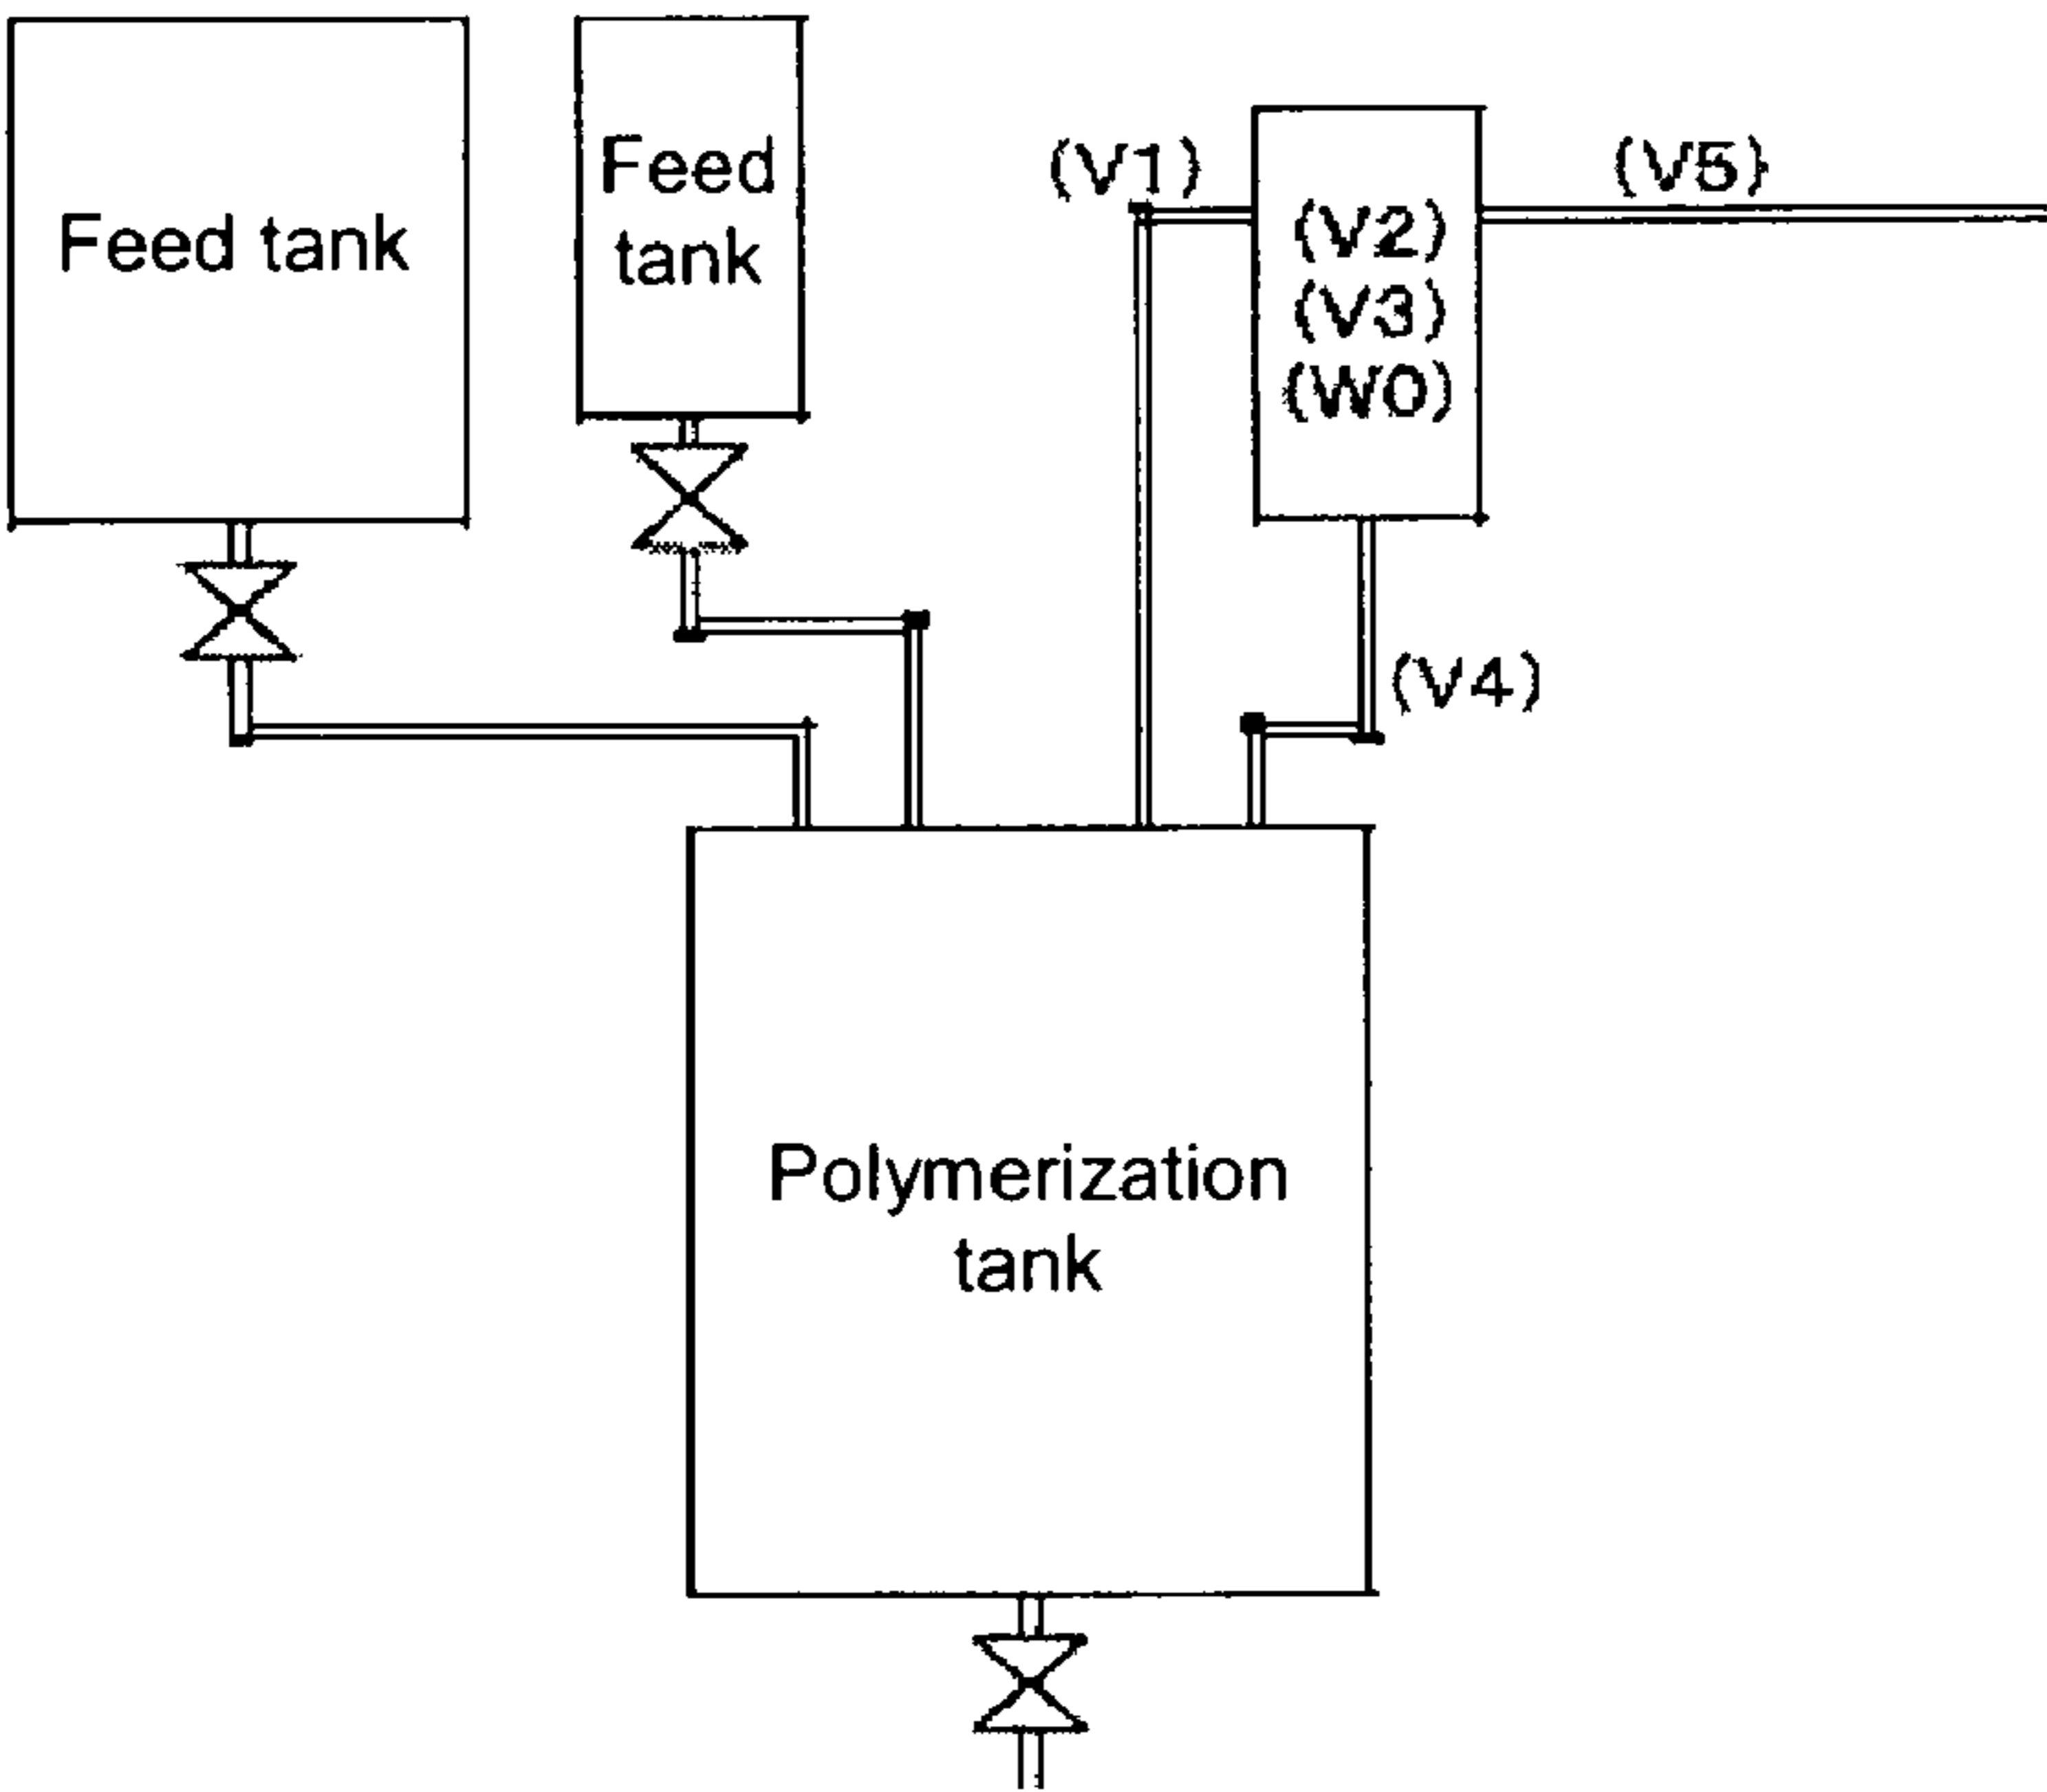 Feed tank
Feed
tank
(V1)
(V2)
(V3)
(W0)
(V5)
(V4)
Polymerization
tank